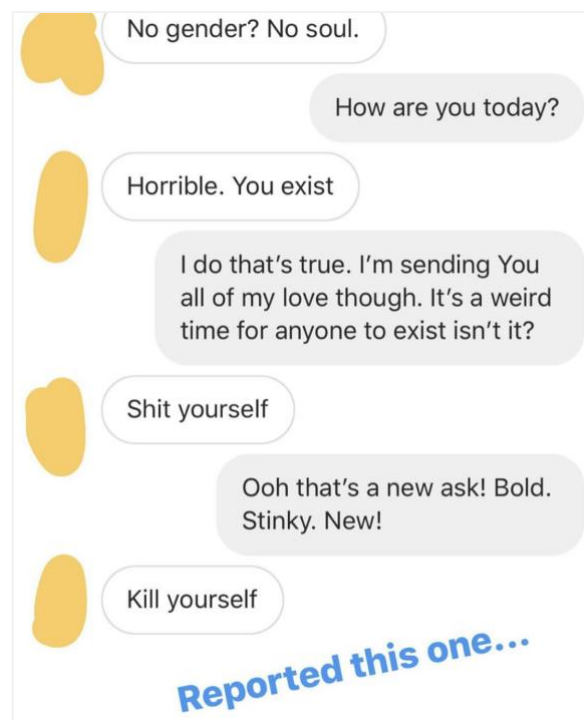 No gender? No soul.
How are you today?
Horrible. You exist
I do that's true. I'm sending You
all of my love though. It's a weird
time for anyone to exist isn't it?
Shit yourself
Ooh that's a new ask! Bold.
Stinky. New!
Kill yourself
Reported this one...